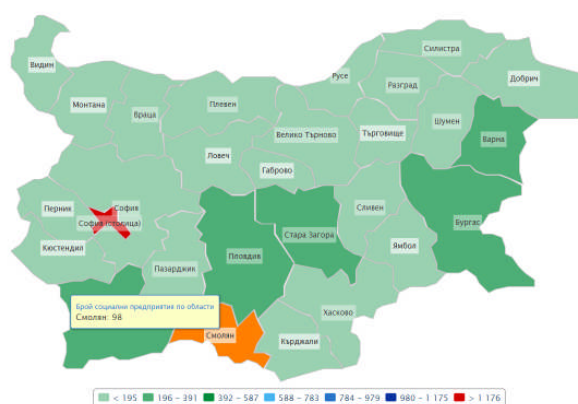 Силистра
Видин
Русе
Добрич
Разград
Монтана
Плевен
Враца
Шумен
Велико Търново
Търговище
Варна
Ловеч
Габрово
Перник
София
Сливен
София (столица)
Бургас
Стара Загора
Кюстендил
Ямбол
Пловдив
Пазарджик
Брой социални предприятия по области
Смолян: 98
Хасково
Смолян
Кърджали
< 195 196 – 391 392 – 587 588 – 783 784 – 979 980 – 1 175 > 1 176